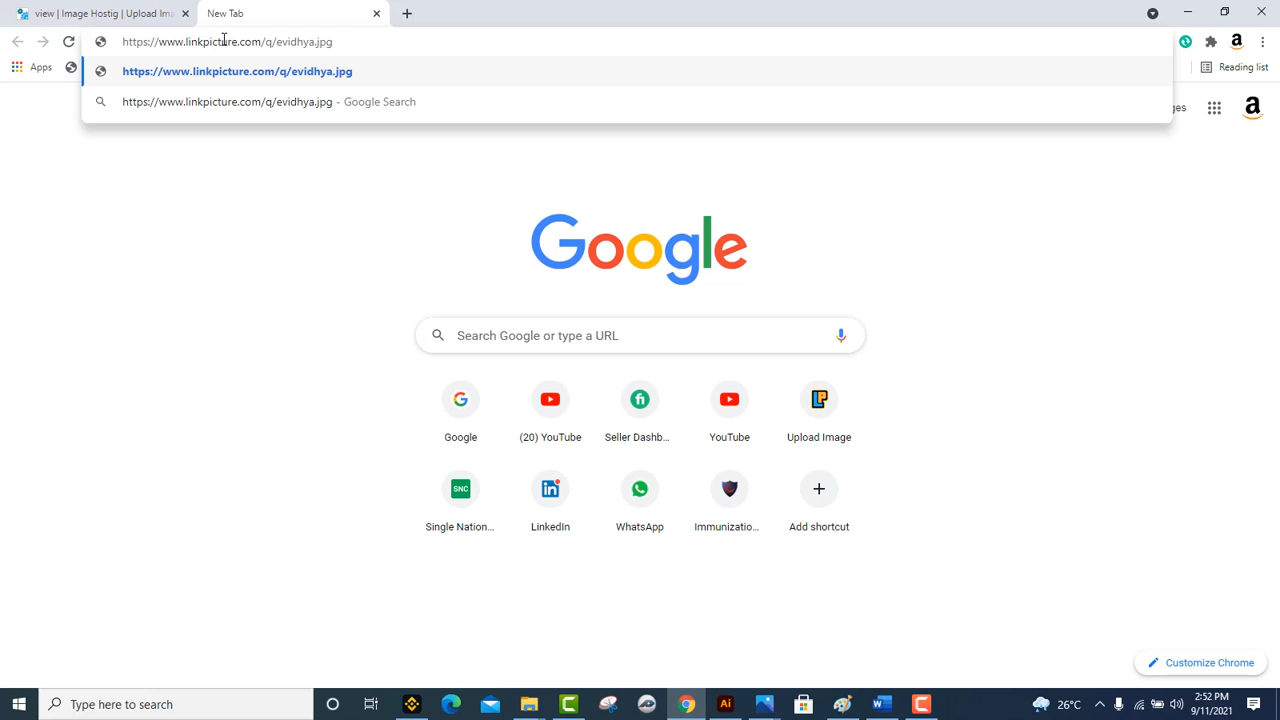 view | Image Hostig | Upload Ima
New Tab
https://www.linkpicture.com/q/evidhya.jpg
Apps
https://www.linkpicture.com/q/evidhya.jpg
Reading list
https://www.linkpicture.com/q/evidhya.jpg - Google Search
ges
Google
Search Google or type a URL
Google
(20) YouTube
Seller Dashb...
YouTube
Upload Image
Single Nation...
LinkedIn
WhatsApp
Immunizatio...
Add shortcut
Customize Chrome
Type here to search
26°C
2:52 PM
9/11/2021